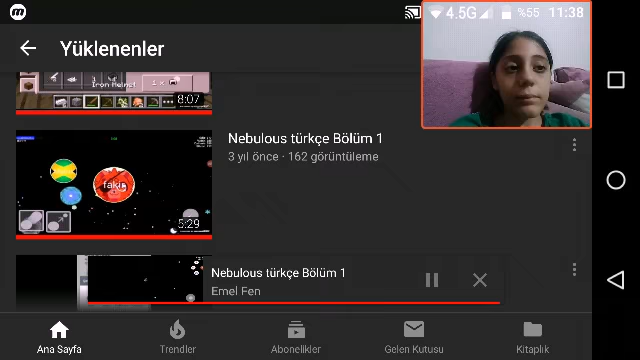 4.5G %55 11:38
Yüklenenler
Iron Helmet
1 x
8:07
Nebulous türkçe Bölüm 1
3 yıl önce · 162 görüntüleme
fakir
5:29
Nebulous türkçe Bölüm 1
Emel Fen
Ana Sayfa
Trendler
Abonelikler
Gelen Kutusu
Kitaplık